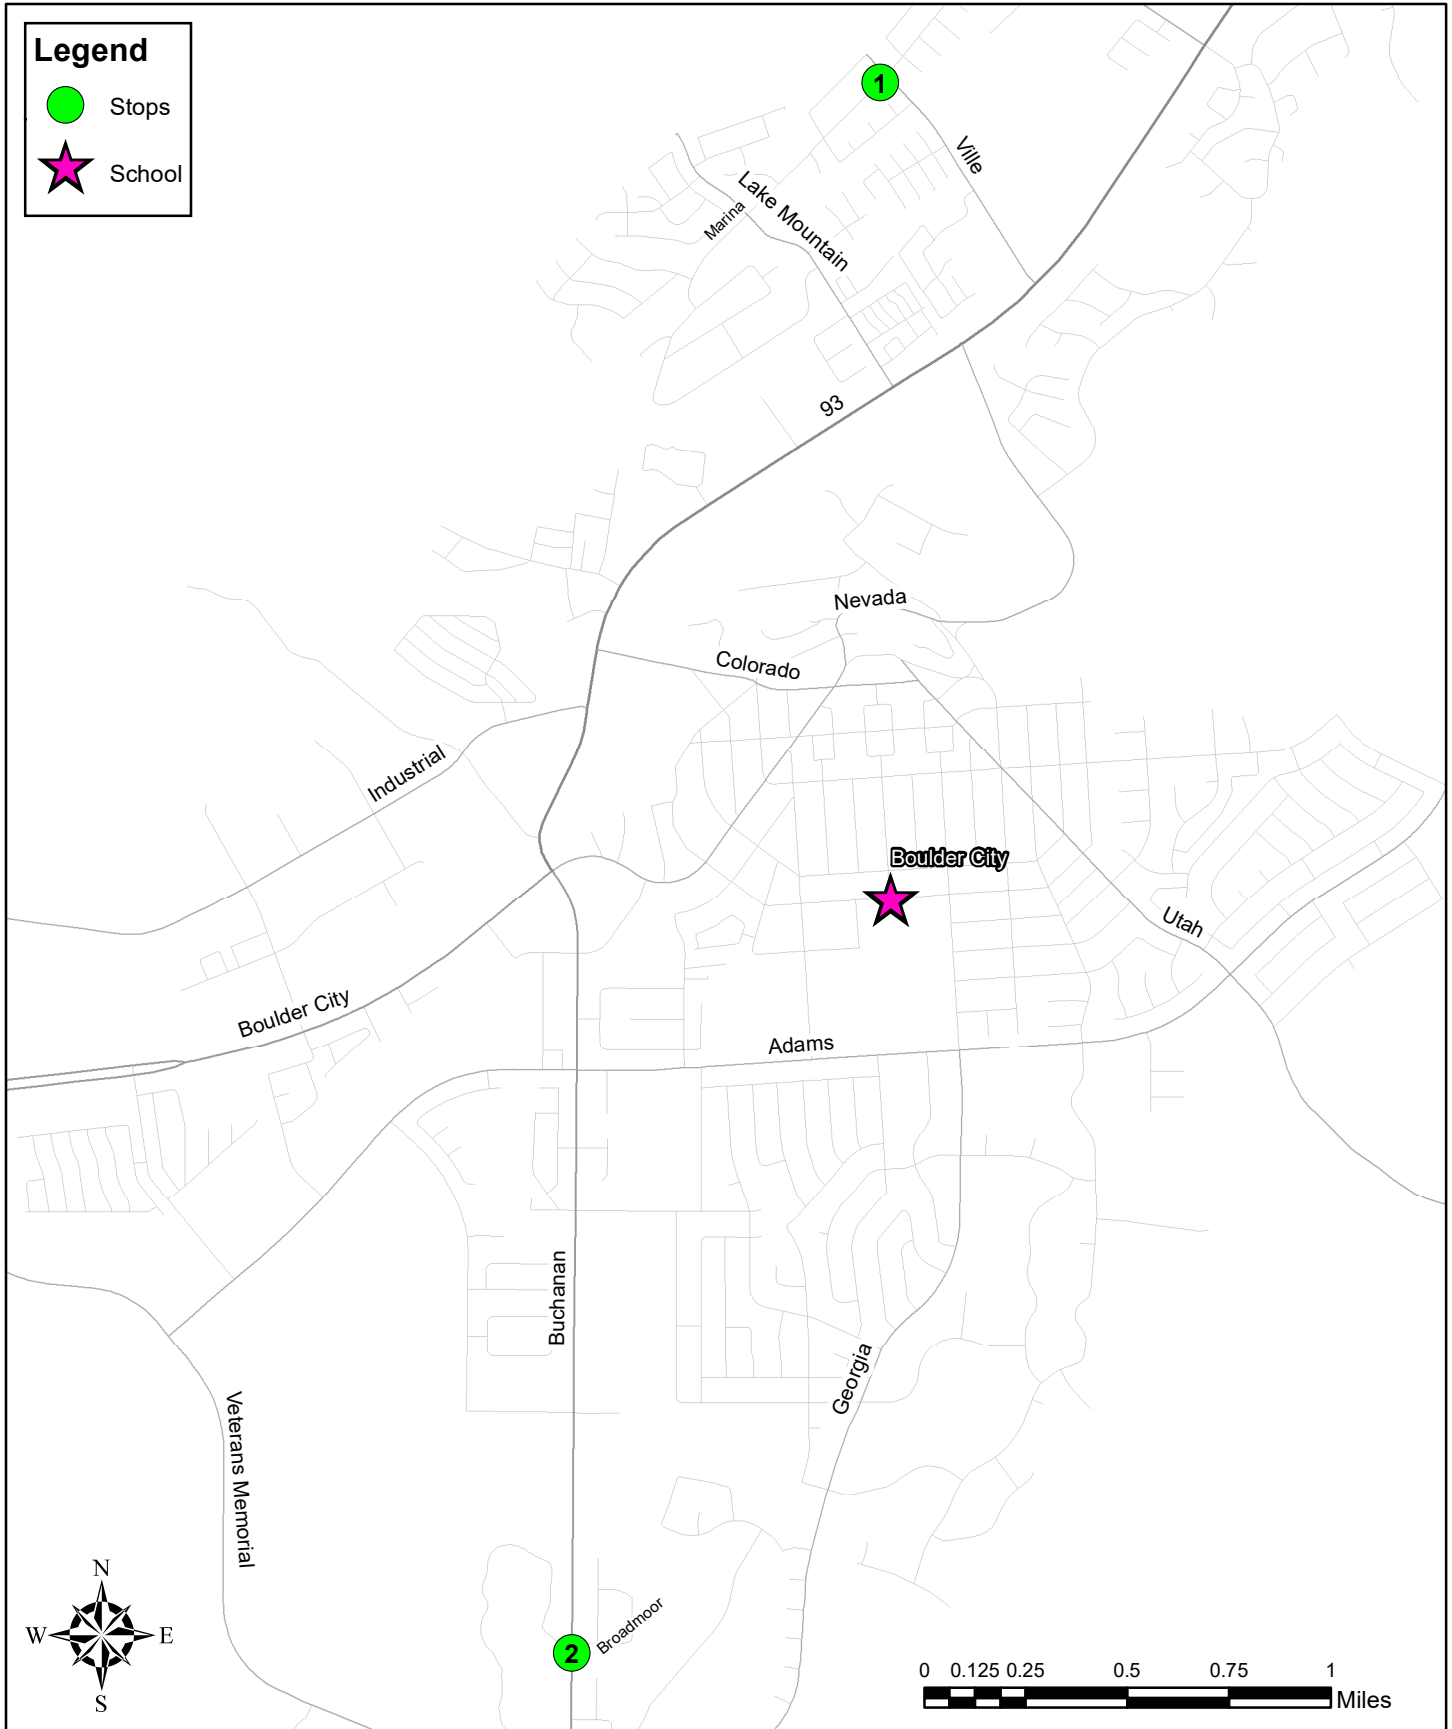 Legend
Stops
School
1
Ville
Lake Mountain
Marina
93
Nevada
Colorado
Industrial
Boulder City
Utah
Boulder City
Adams
Buchanan
Georgia
Veterans Memorial
Broadmoor
2
N
W E
S
0 0.125 0.25 0.5 0.75 1
Miles